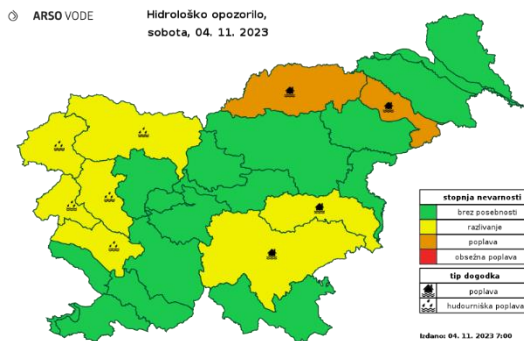 ARSO VODE
Hidrološko opozorilo,
sobota, 04. 11. 2023
stopnja nevarnosti
brez posebnosti
razlivanje
poplava
obsežna poplava
tip dogodka
poplava
hudourniška poplava
Izdano: 04. 11. 2023 7:00